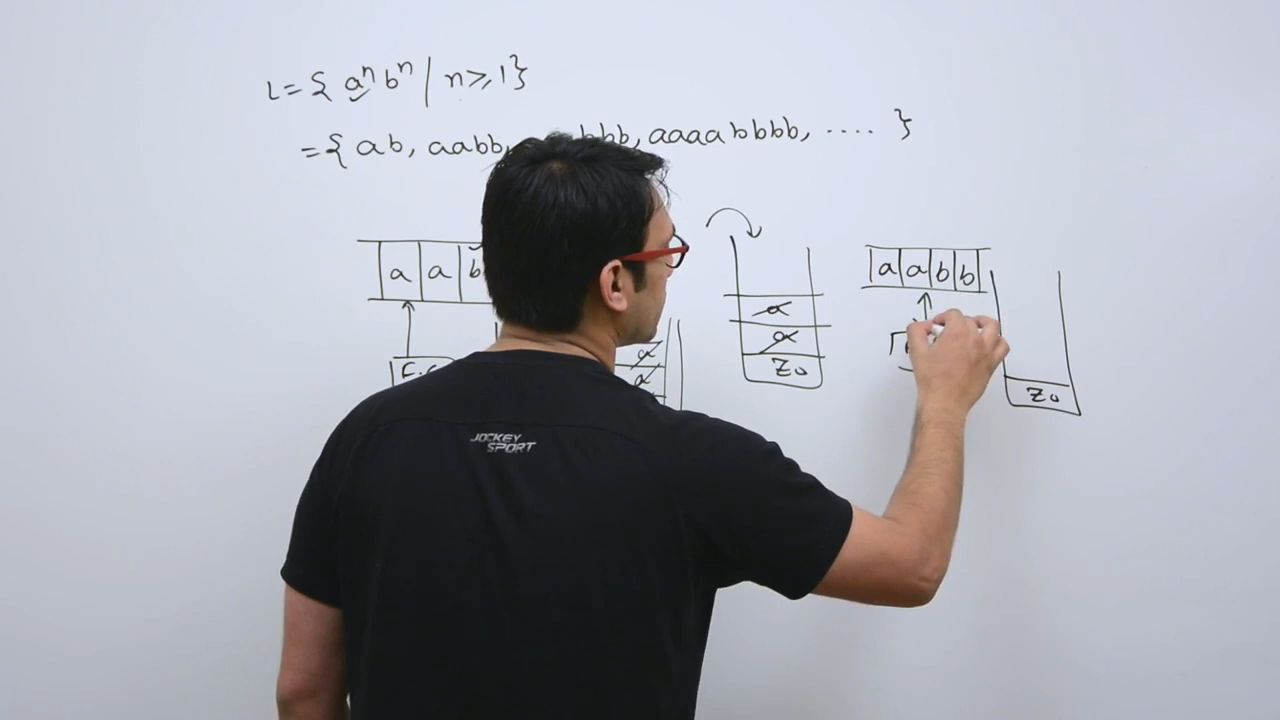 L = { aⁿ bⁿ | n ≥ 1 }
= { ab, aabb, bbb, aaaabbbb, .... }
a a b
a
a
Z₀
a a b b
Z₀
F.C
a
a
JOCKEY
SPORT